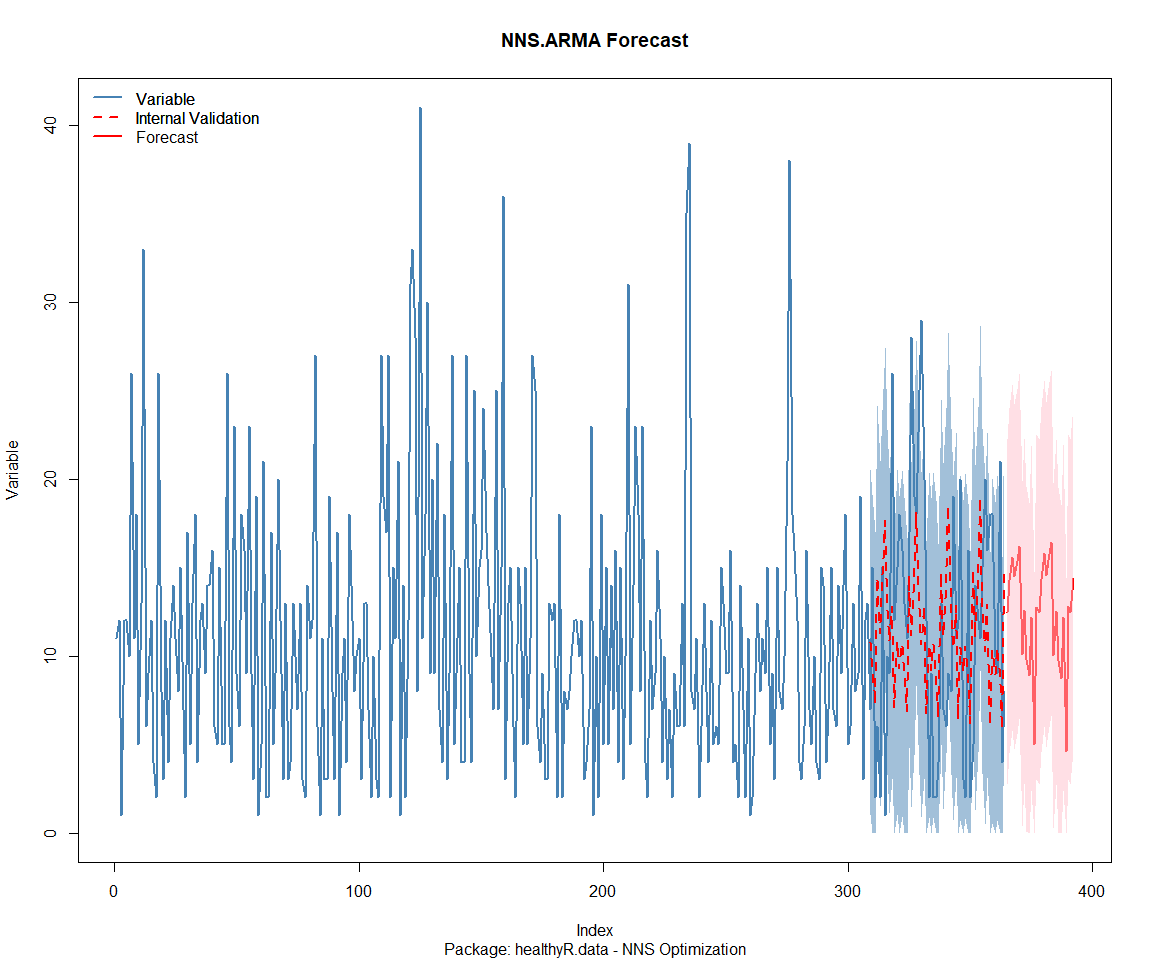 NNS.ARMA Forecast
Variable
Internal Validation
Forecast
40
30
20
10
0
Variable
0 100 200 300 400
Index
Package: healthyR.data - NNS Optimization